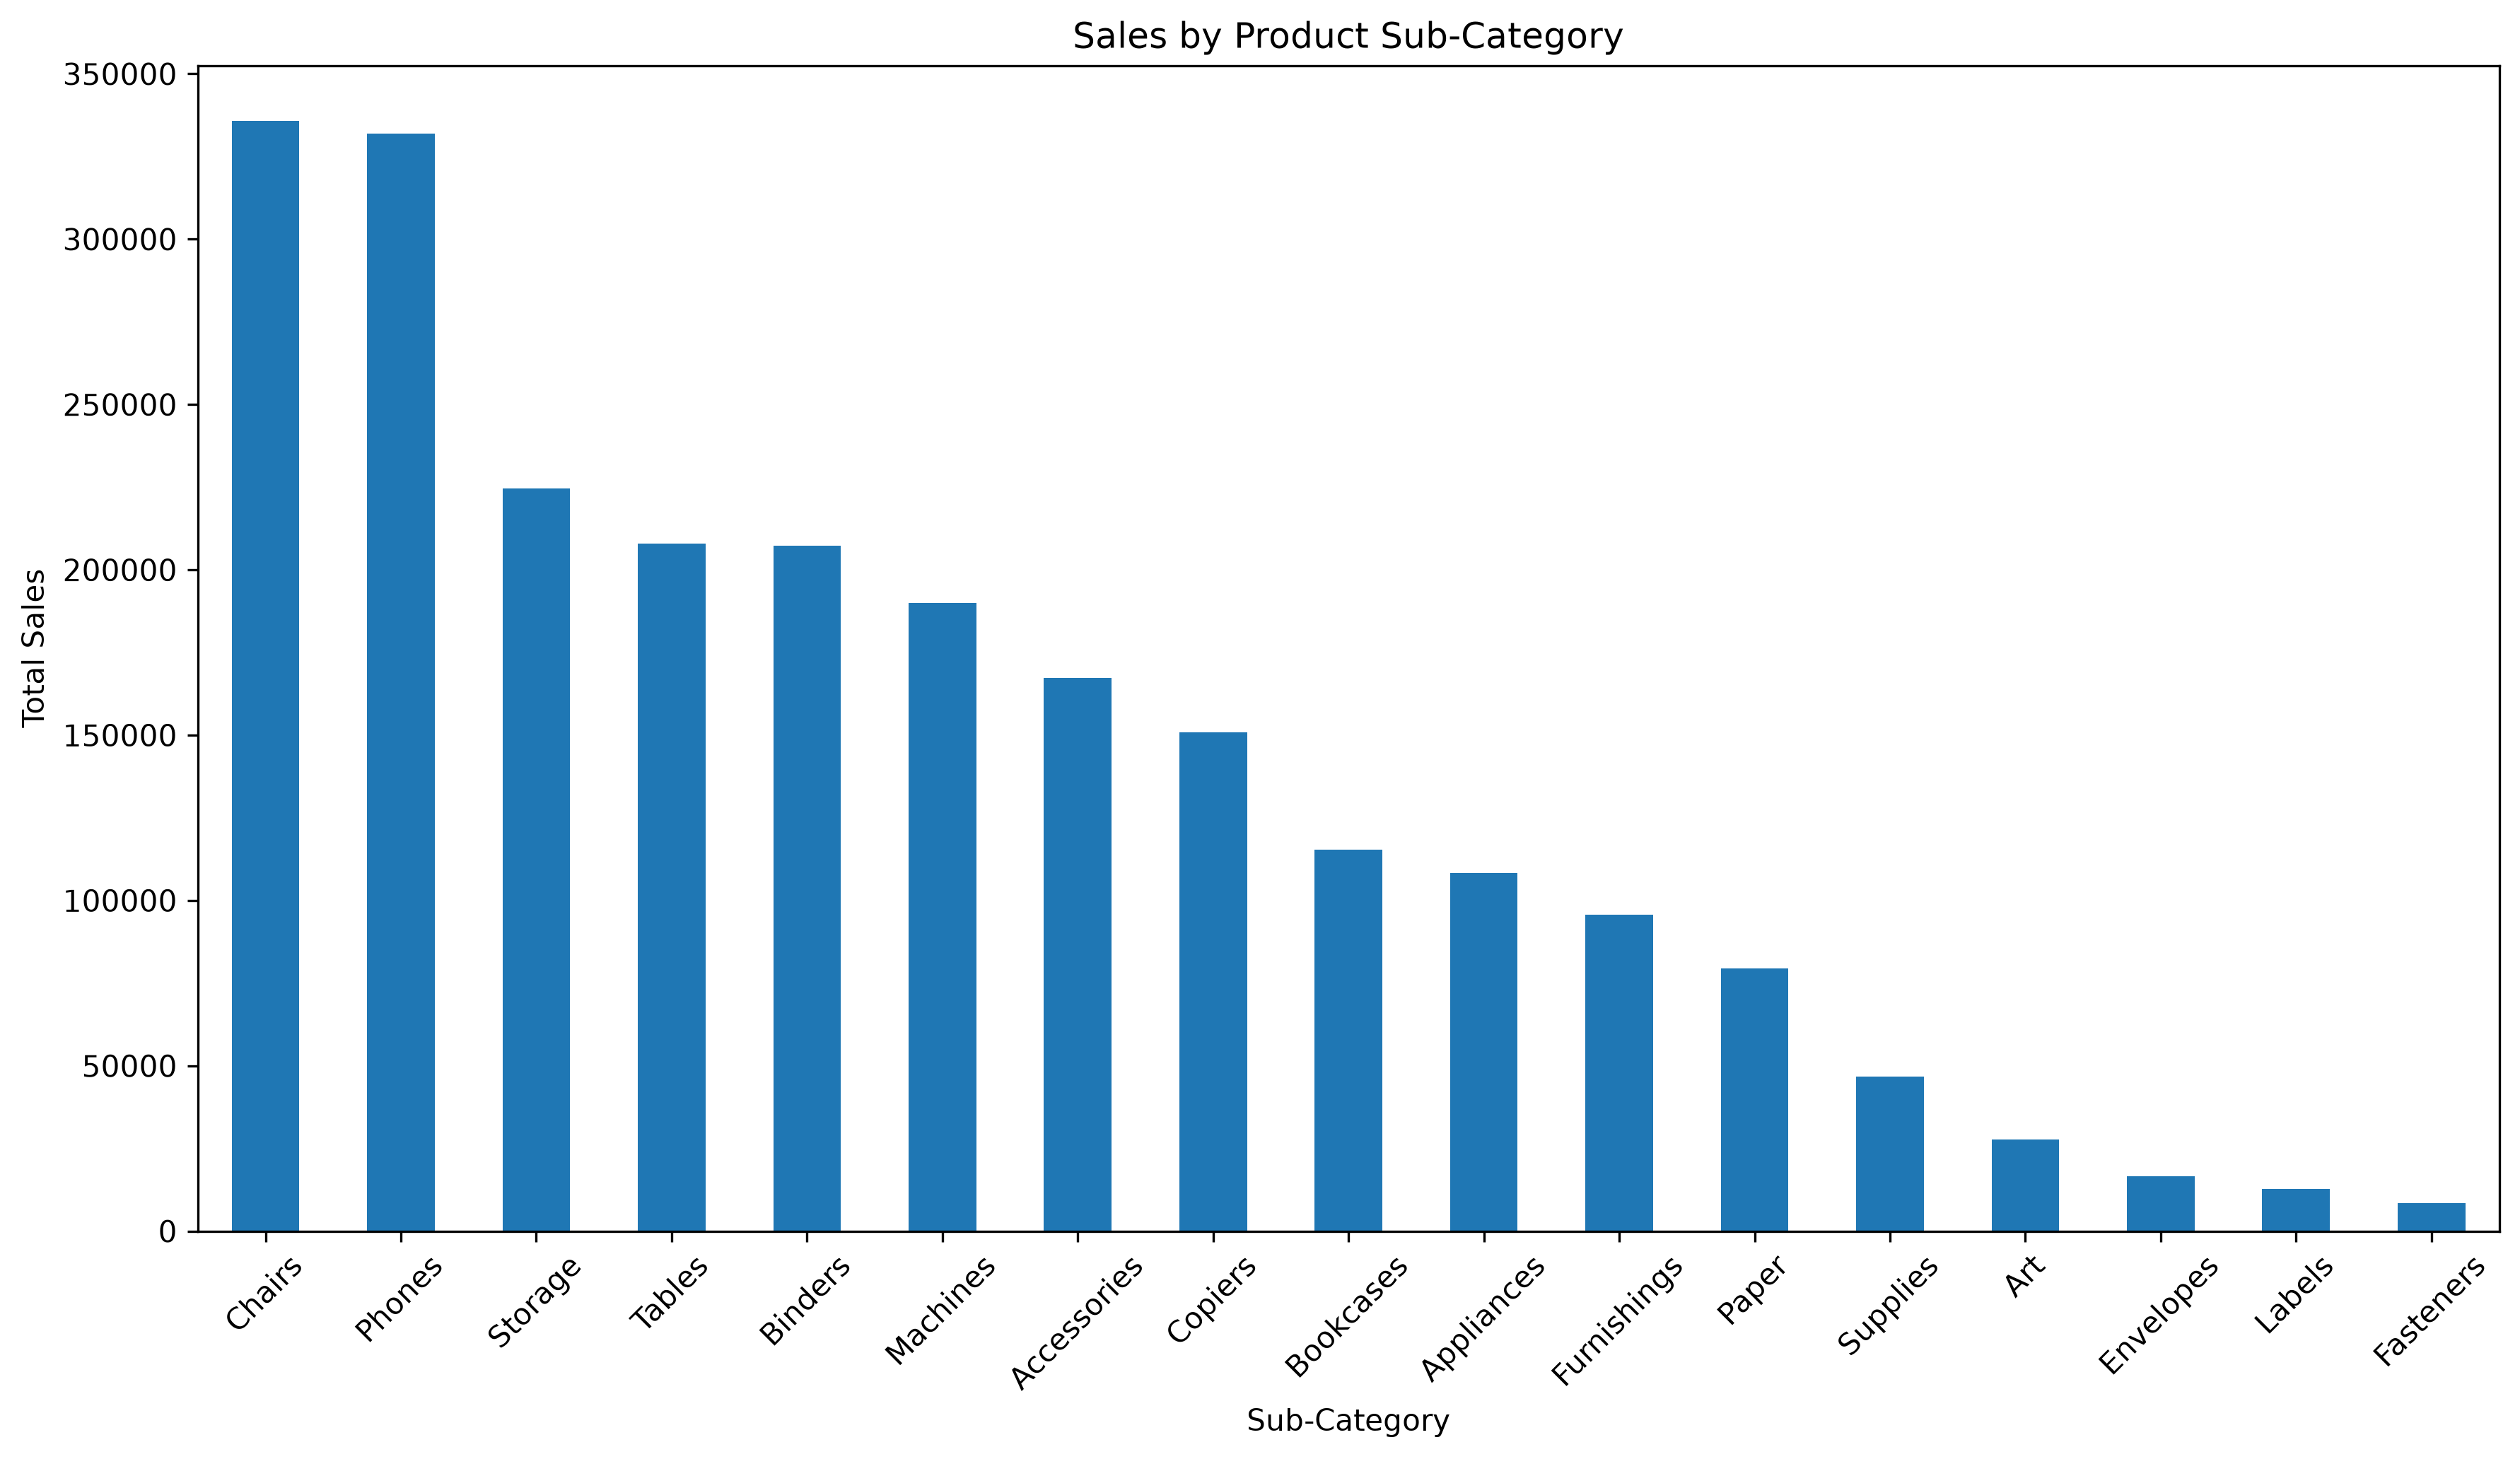 Sales by Product Sub-Category
350000
300000
250000
200000
150000
100000
50000
0
Total Sales
Chairs
Phones
Storage
Tables
Binders
Machines
Accessories
Copiers
Bookcases
Appliances
Furnishings
Paper
Supplies
Art
Envelopes
Labels
Fasteners
Sub-Category